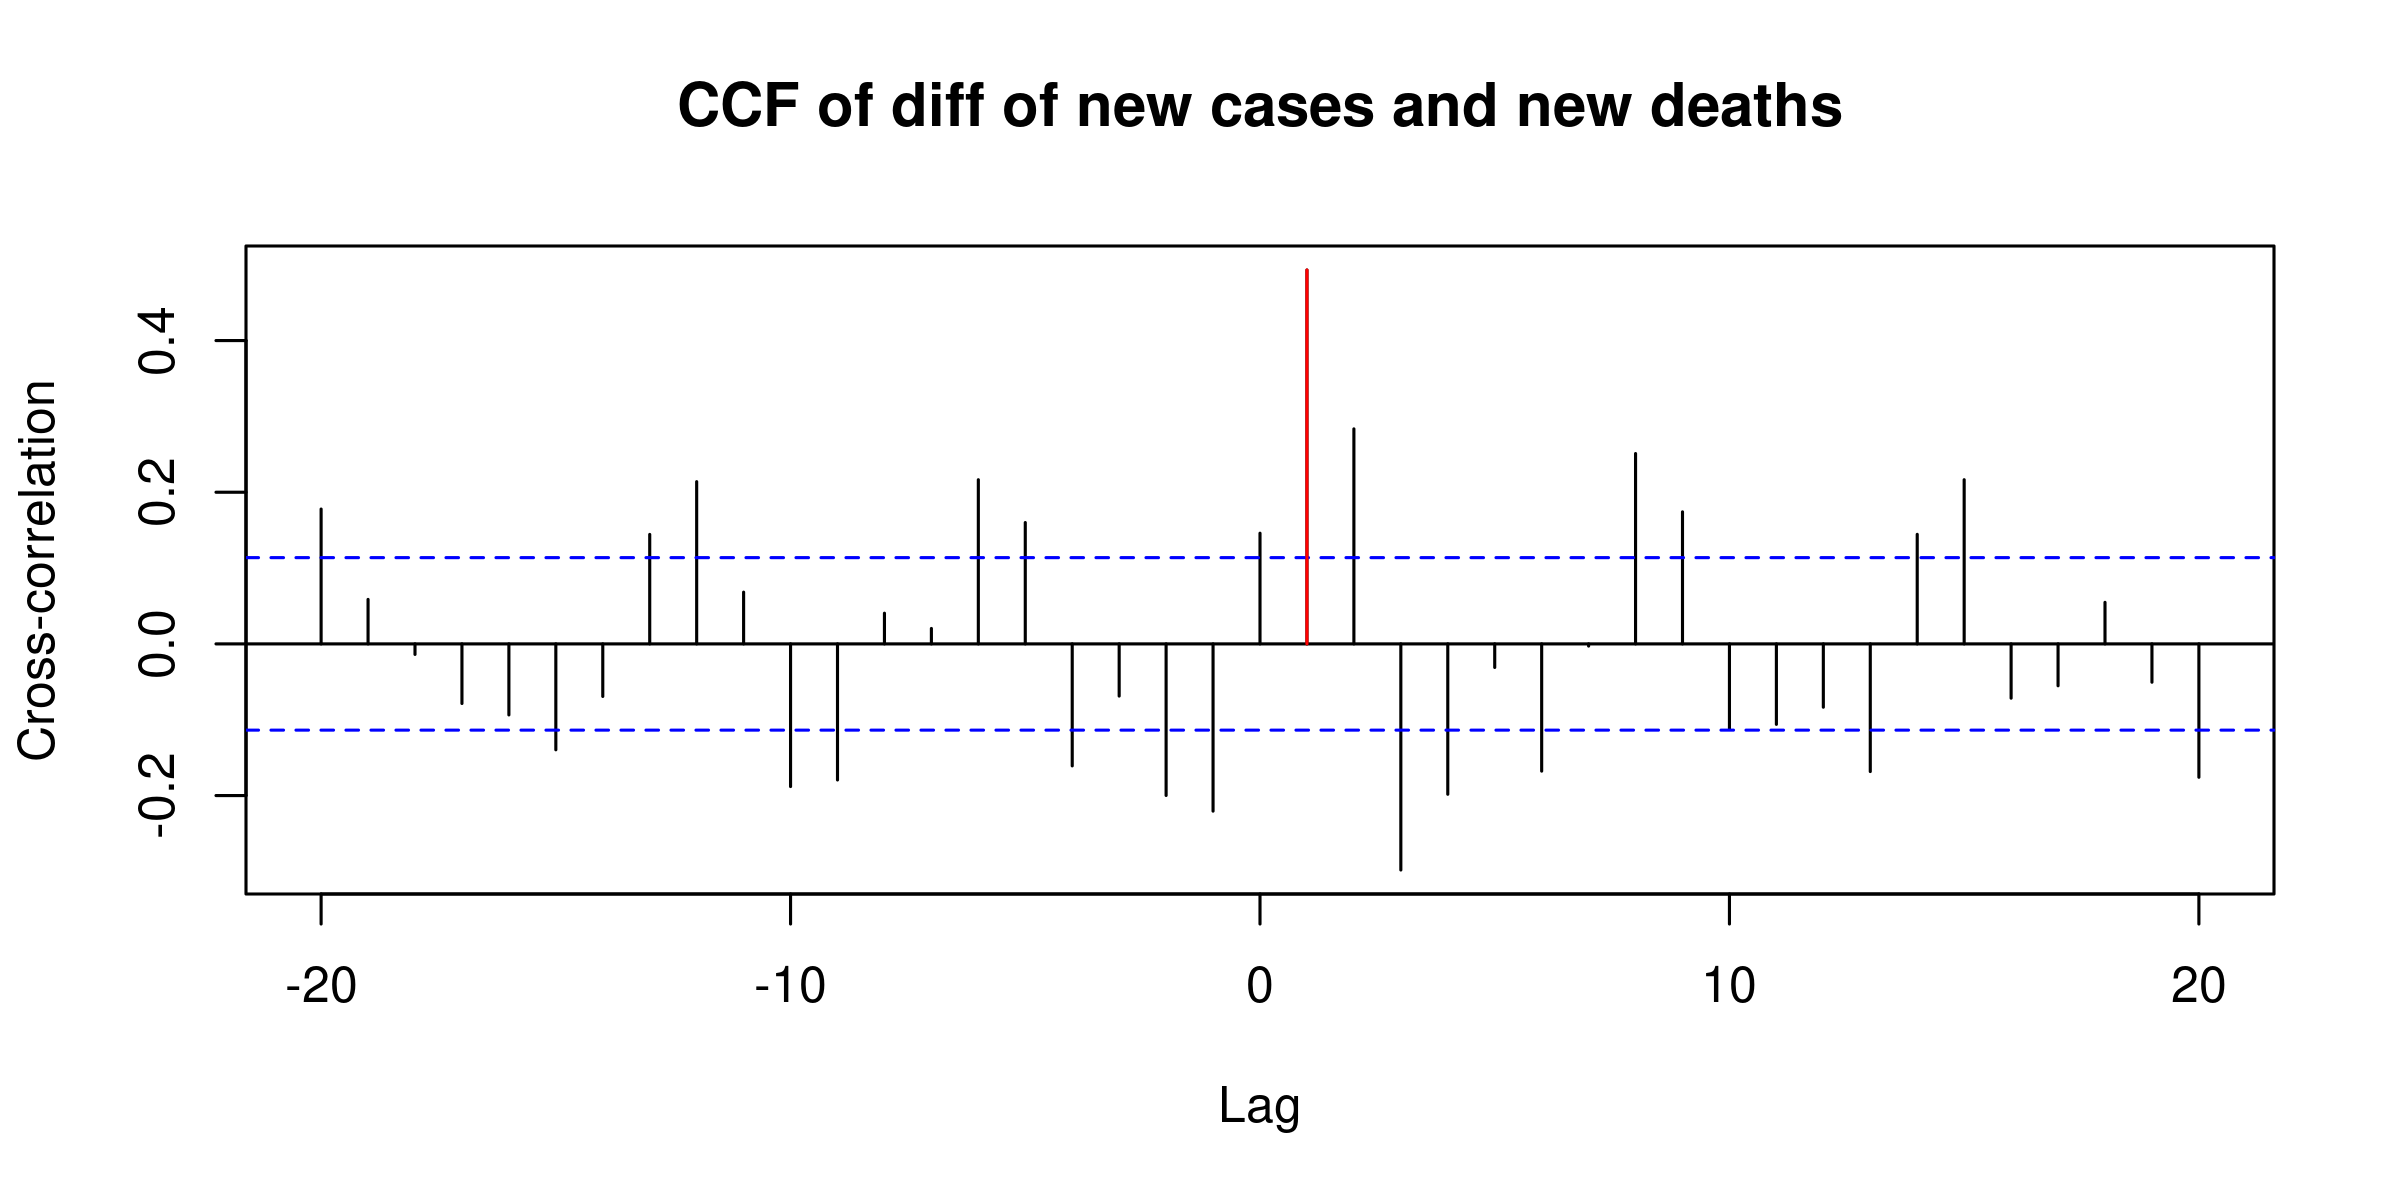 CCF of diff of new cases and new deaths
Cross-correlation
0.4
0.2
0.0
-0.2
-20 -10 0 10 20
Lag